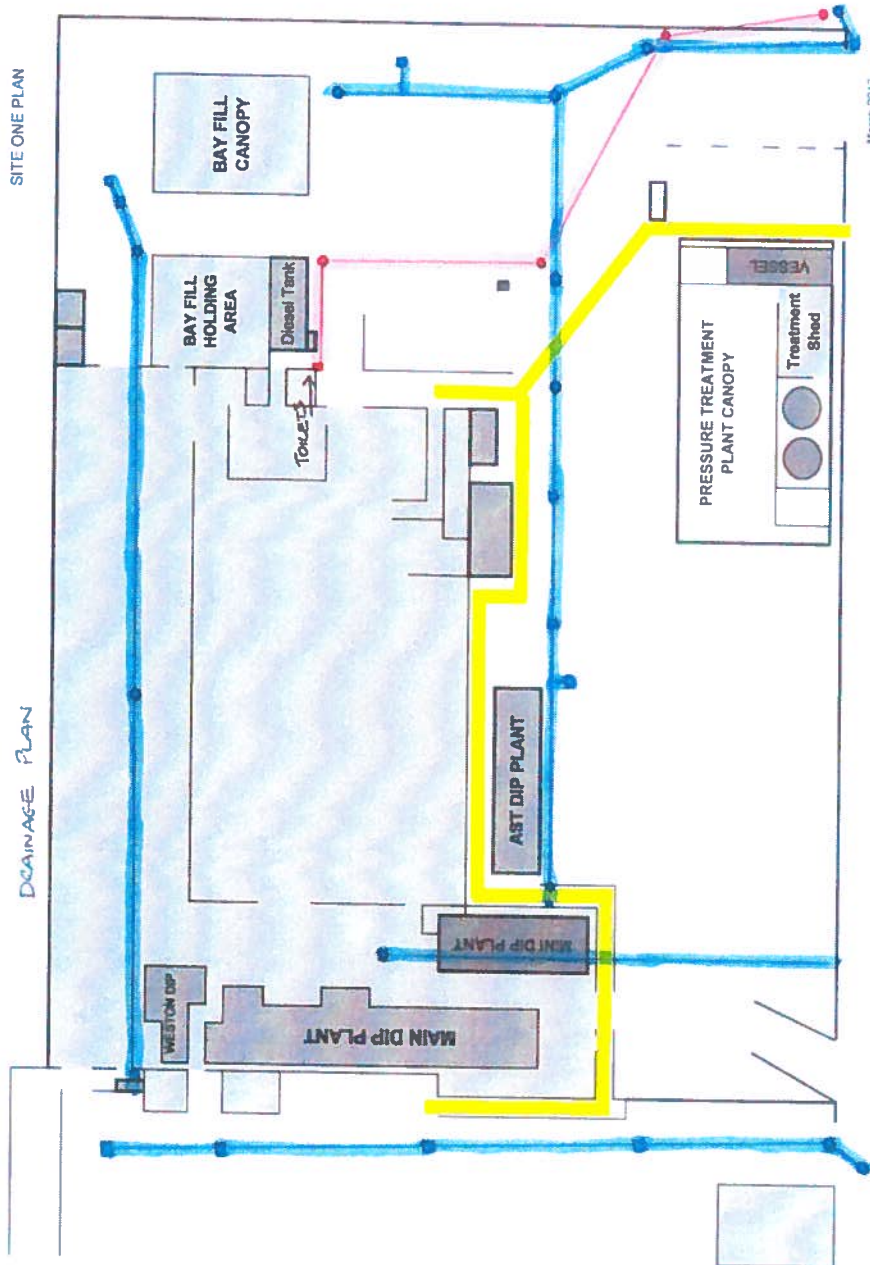 DRAINAGE PLAN
SITE ONE PLAN
BAY FILL
CANOPY
WESTON DIP
BAY FILL
HOLDING
AREA
Diesel Tank
TOILETS
MAIN DIP PLANT
MINI DIP PLANT
AST DIP PLANT
PRESSURE TREATMENT
PLANT CANOPY
VESSEL
Treatment
Shed